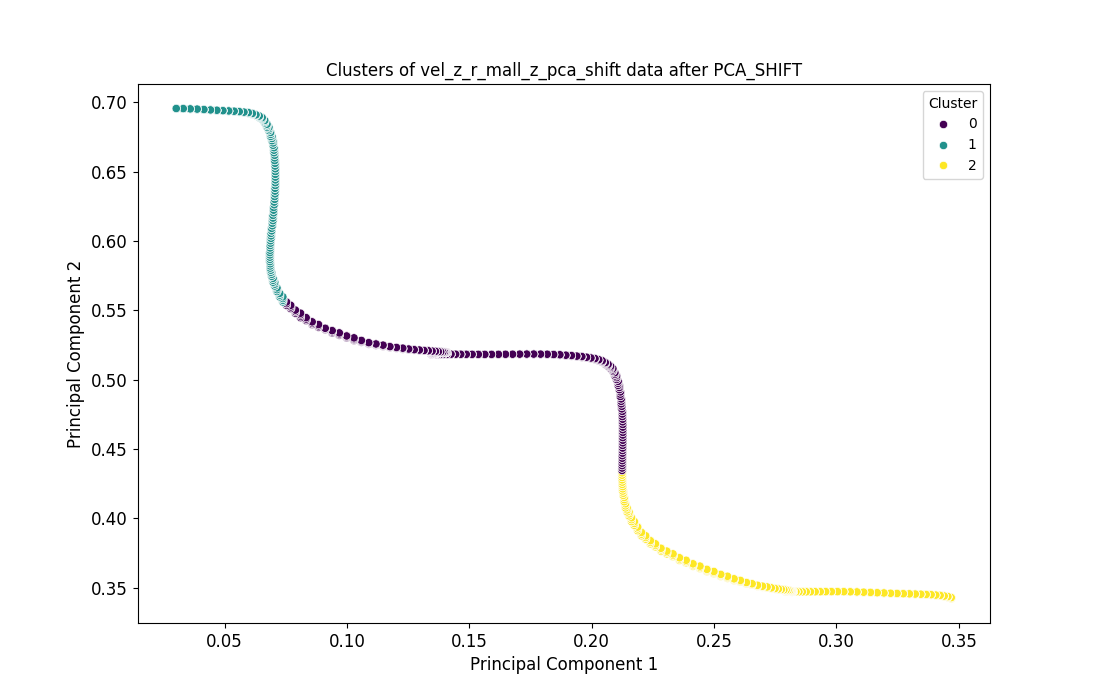 Clusters of vel_z_r_mall_z_pca_shift data after PCA_SHIFT
Cluster
0
1
2
Principal Component 2
0.70
0.65
0.60
0.55
0.50
0.45
0.40
0.35
0.05 0.10 0.15 0.20 0.25 0.30 0.35
Principal Component 1